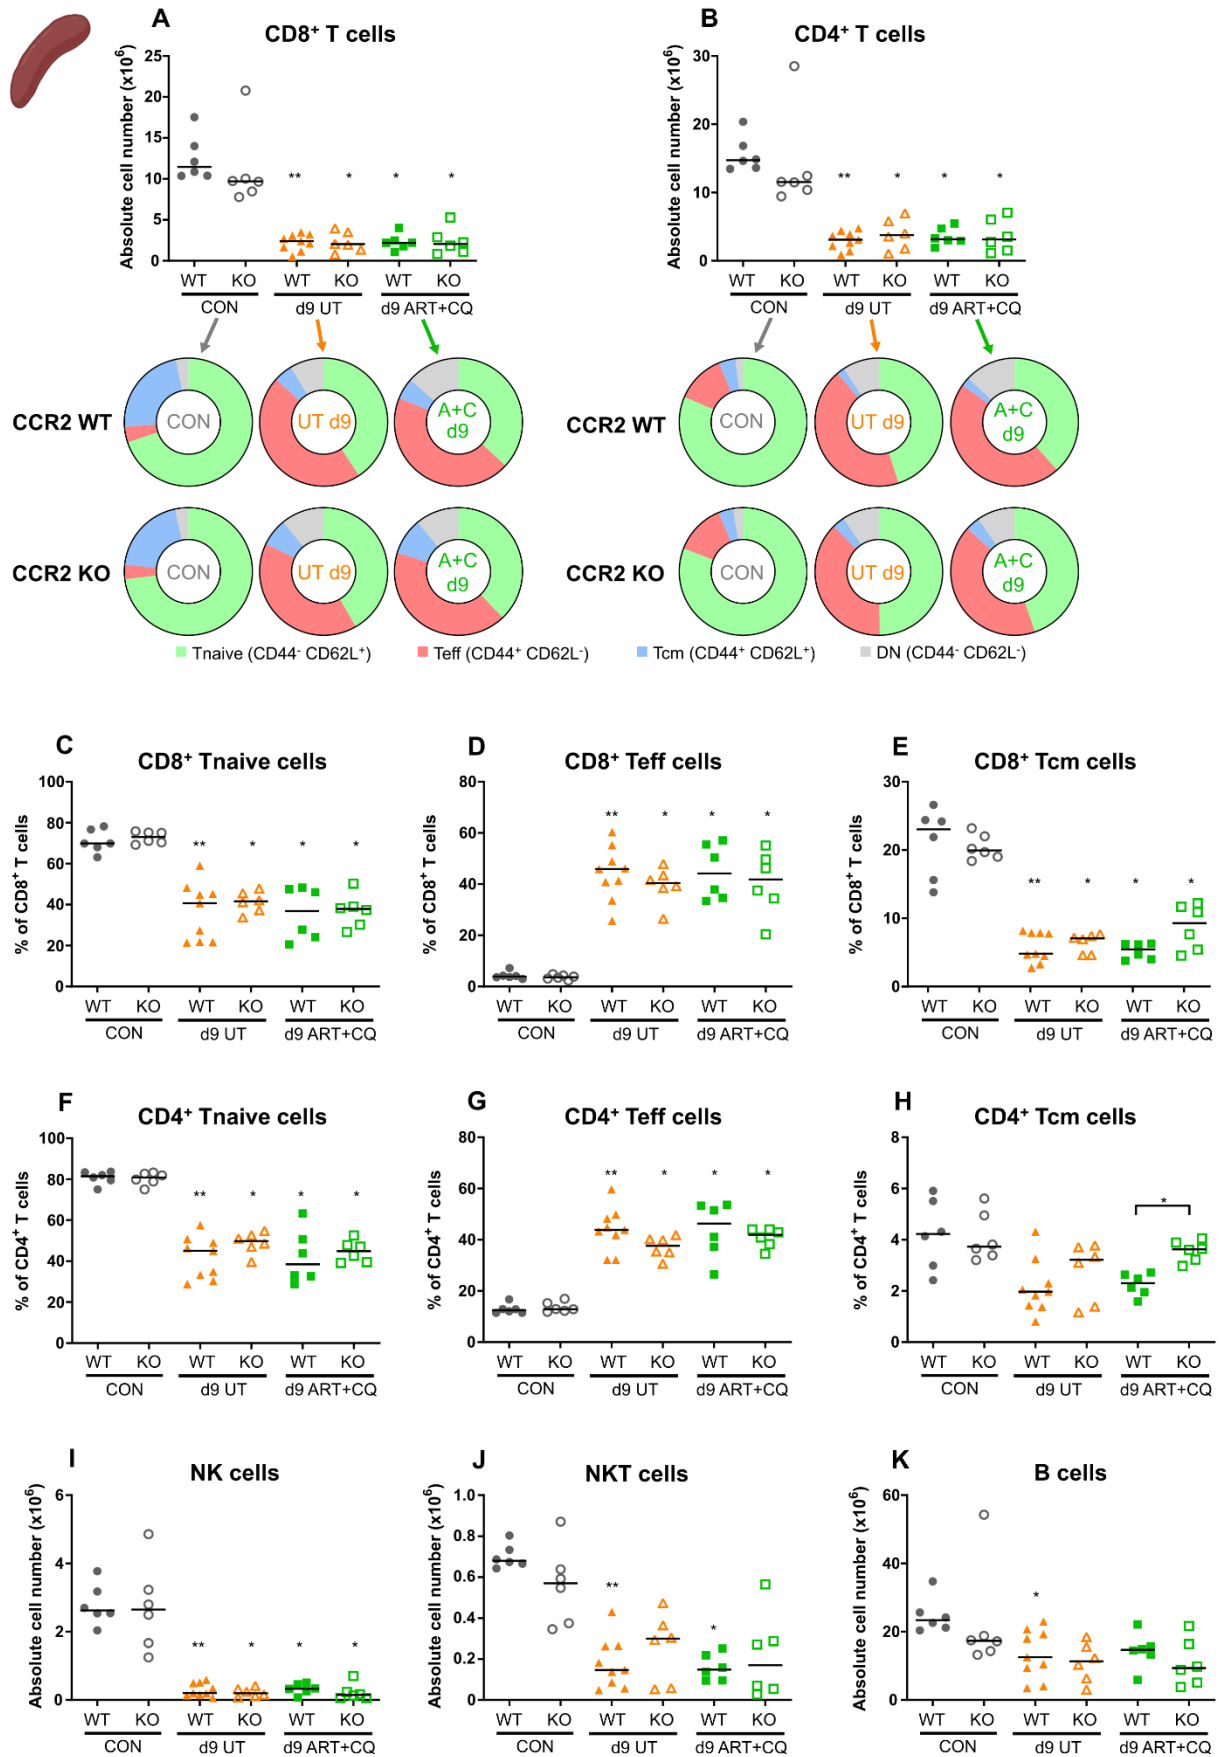 A
CD8⁺ T cells
Absolute cell number (x10⁶)
25
20
15
10
5
0
** * * *
WT KO WT KO WT KO
CON d9 UT d9 ART+CQ
B
CD4⁺ T cells
Absolute cell number (x10⁶)
30
20
10
0
** * * *
WT KO WT KO WT KO
CON d9 UT d9 ART+CQ
CCR2 WT
CON
UT d9
A+C
d9
CCR2 WT
CON
UT d9
A+C
d9
CCR2 KO
CON
UT d9
A+C
d9
CCR2 KO
CON
UT d9
A+C
d9
Tnaive (CD44⁻ CD62L⁺) Teff (CD44⁺ CD62L⁻) Tcm (CD44⁺ CD62L⁺) DN (CD44⁻ CD62L⁻)
C
CD8⁺ Tnaive cells
% of CD8⁺ T cells
100
80
60
40
20
0
** * * *
WT KO WT KO WT KO
CON d9 UT d9 ART+CQ
D
CD8⁺ Teff cells
% of CD8⁺ T cells
80
60
40
20
0
** * * *
WT KO WT KO WT KO
CON d9 UT d9 ART+CQ
E
CD8⁺ Tcm cells
% of CD8⁺ T cells
30
20
10
0
** * * *
WT KO WT KO WT KO
CON d9 UT d9 ART+CQ
F
CD4⁺ Tnaive cells
% of CD4⁺ T cells
100
80
60
40
20
0
** * * *
WT KO WT KO WT KO
CON d9 UT d9 ART+CQ
G
CD4⁺ Teff cells
% of CD4⁺ T cells
80
60
40
20
0
** * * *
WT KO WT KO WT KO
CON d9 UT d9 ART+CQ
H
CD4⁺ Tcm cells
% of CD4⁺ T cells
8
6
4
2
0
*
WT KO WT KO WT KO
CON d9 UT d9 ART+CQ
I
NK cells
Absolute cell number (x10⁶)
6
4
2
0
** * * *
WT KO WT KO WT KO
CON d9 UT d9 ART+CQ
J
NKT cells
Absolute cell number (x10⁶)
1.0
0.8
0.6
0.4
0.2
0.0
** *
WT KO WT KO WT KO
CON d9 UT d9 ART+CQ
K
B cells
Absolute cell number (x10⁶)
60
40
20
0
*
WT KO WT KO WT KO
CON d9 UT d9 ART+CQ